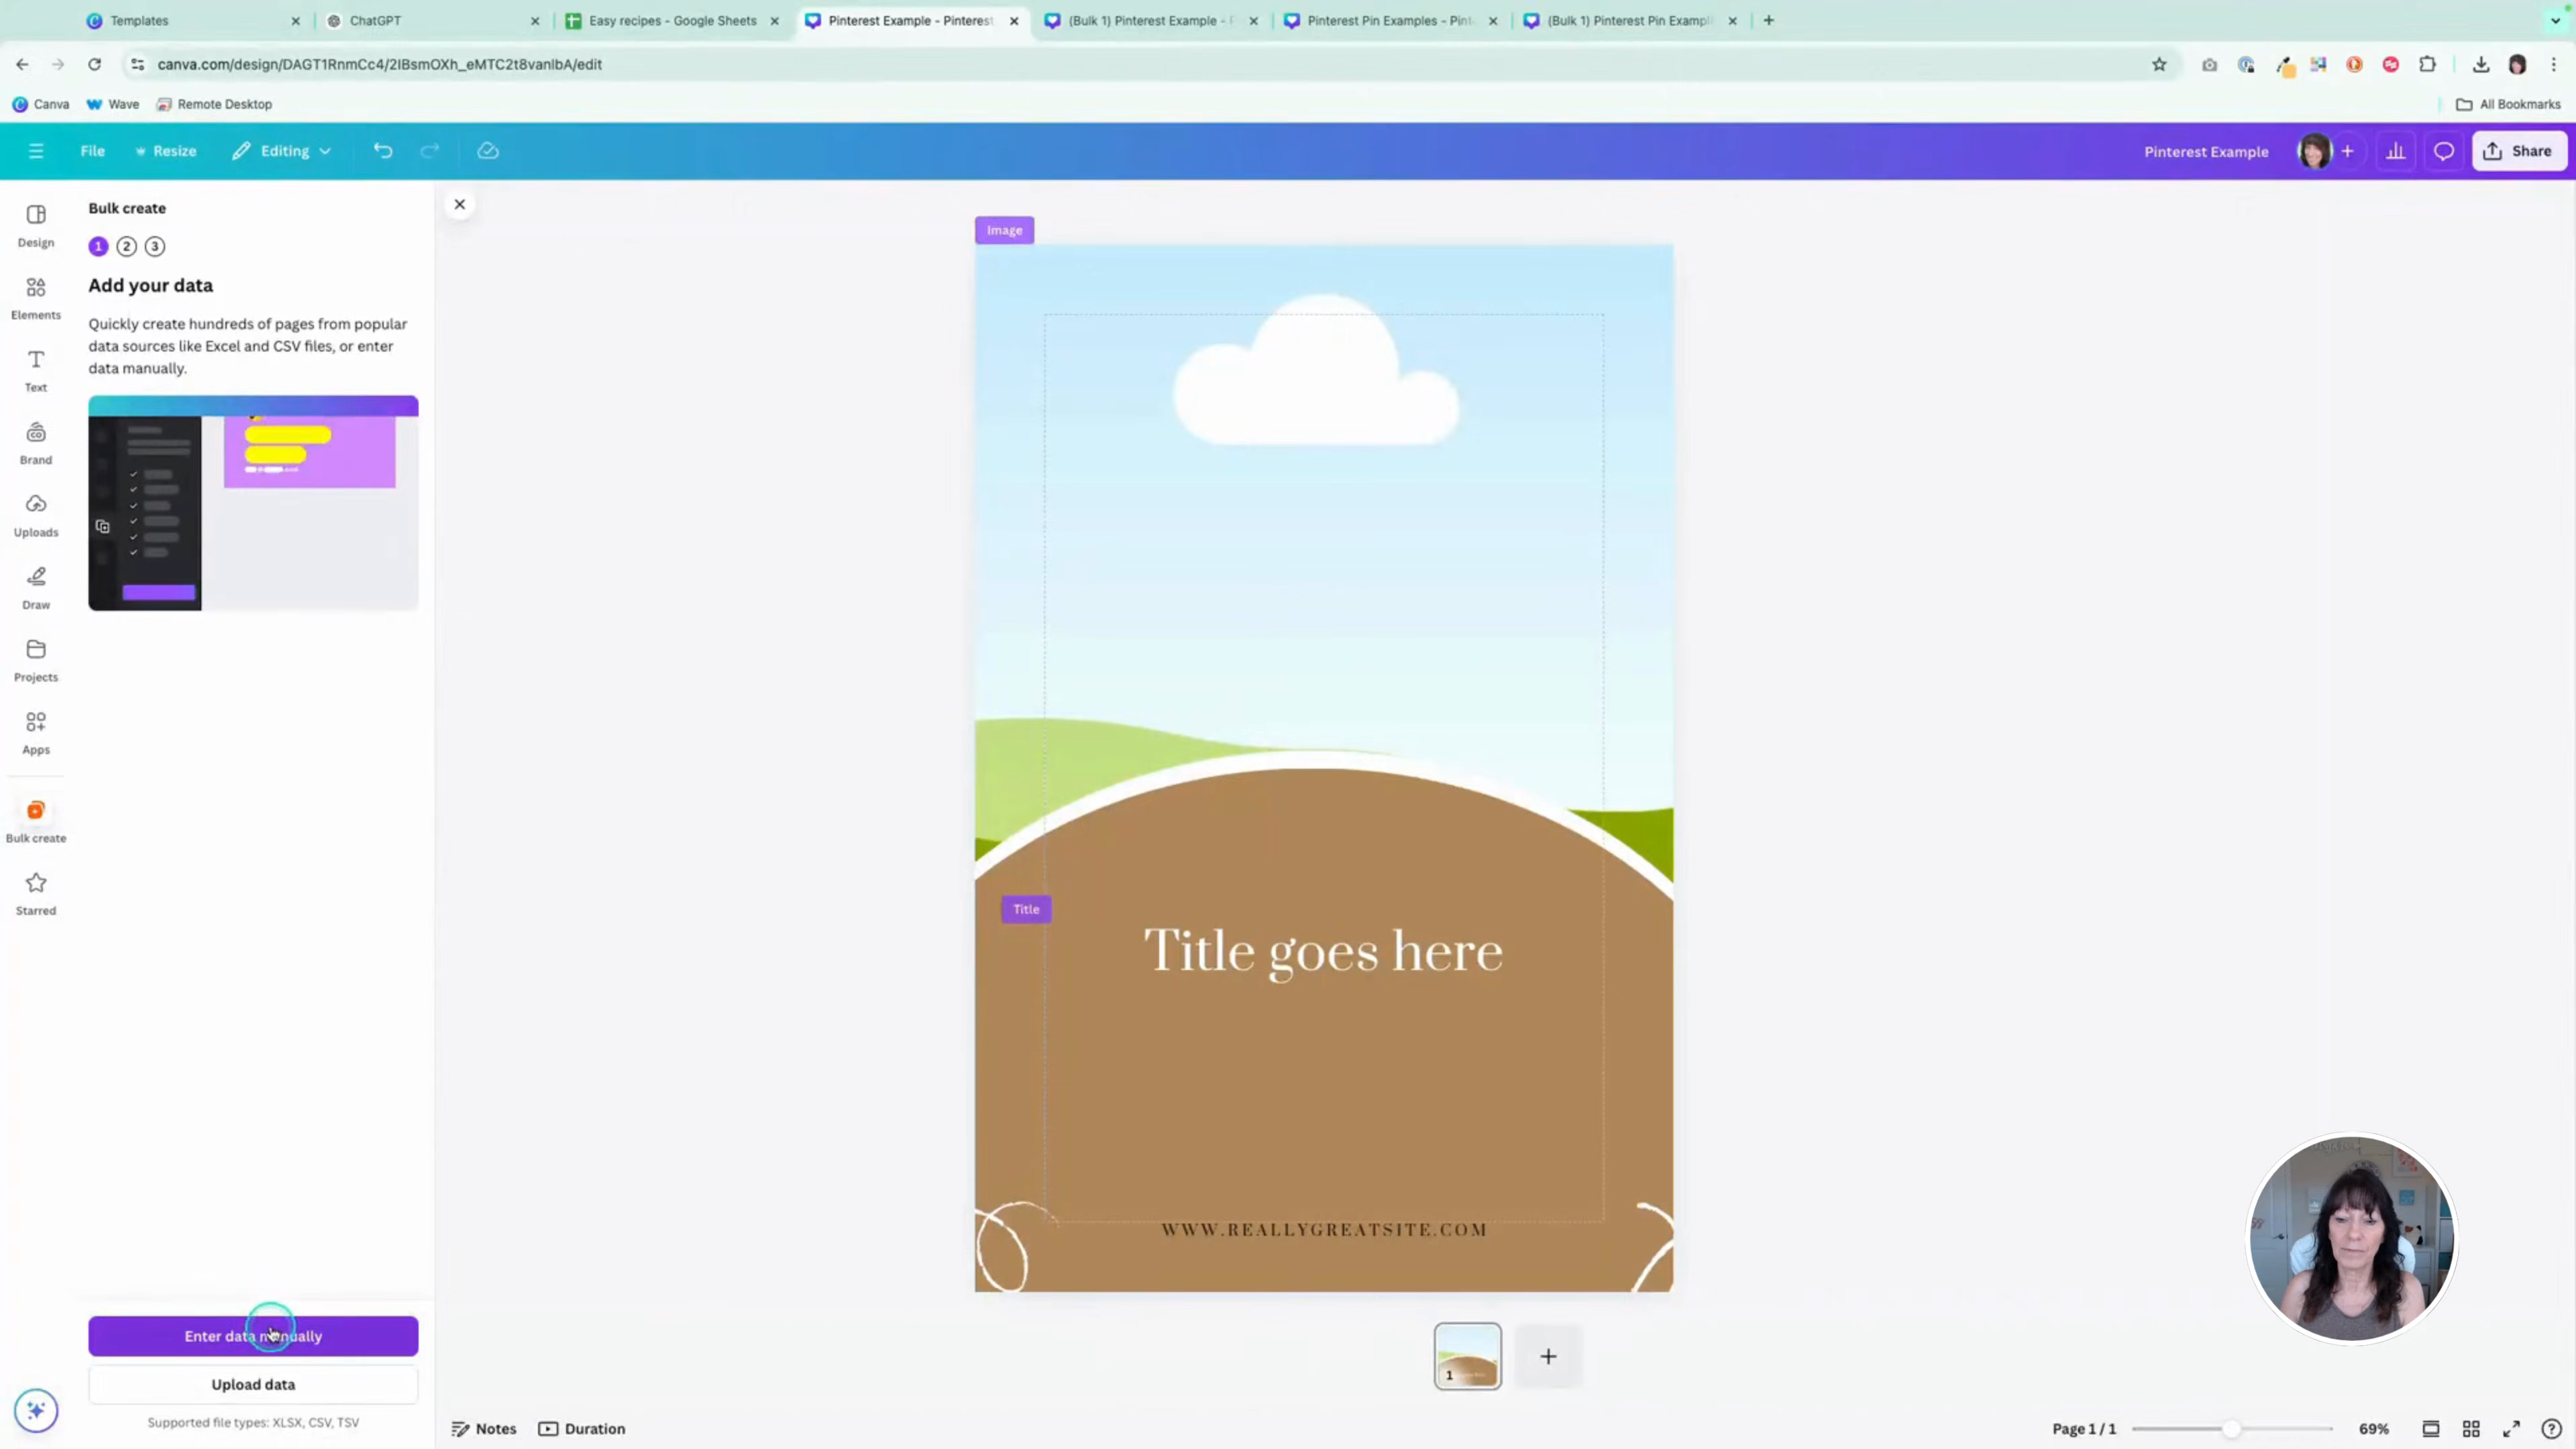 Templates
ChatGPT
Easy recipes - Google Sheets
Pinterest Example - Pinterest
(Bulk 1) Pinterest Example -
Pinterest Pin Examples - Pint
(Bulk 1) Pinterest Pin Exampl
canva.com/design/DAGT1RnmCc4/2IBsmOXh_eMTC2t8vanlbA/edit
Canva
Wave
Remote Desktop
All Bookmarks
File
Resize
Editing
Pinterest Example
Share
Design
Elements
Text
Brand
Uploads
Draw
Projects
Apps
Bulk create
Starred
Bulk create
1 2 3
Add your data
Quickly create hundreds of pages from popular
data sources like Excel and CSV files, or enter
data manually.
Enter data manually
Upload data
Supported file types: XLSX, CSV, TSV
Image
Title
Title goes here
WWW.REALLYGREATSITE.COM
1
Notes
Duration
Page 1 / 1
69%